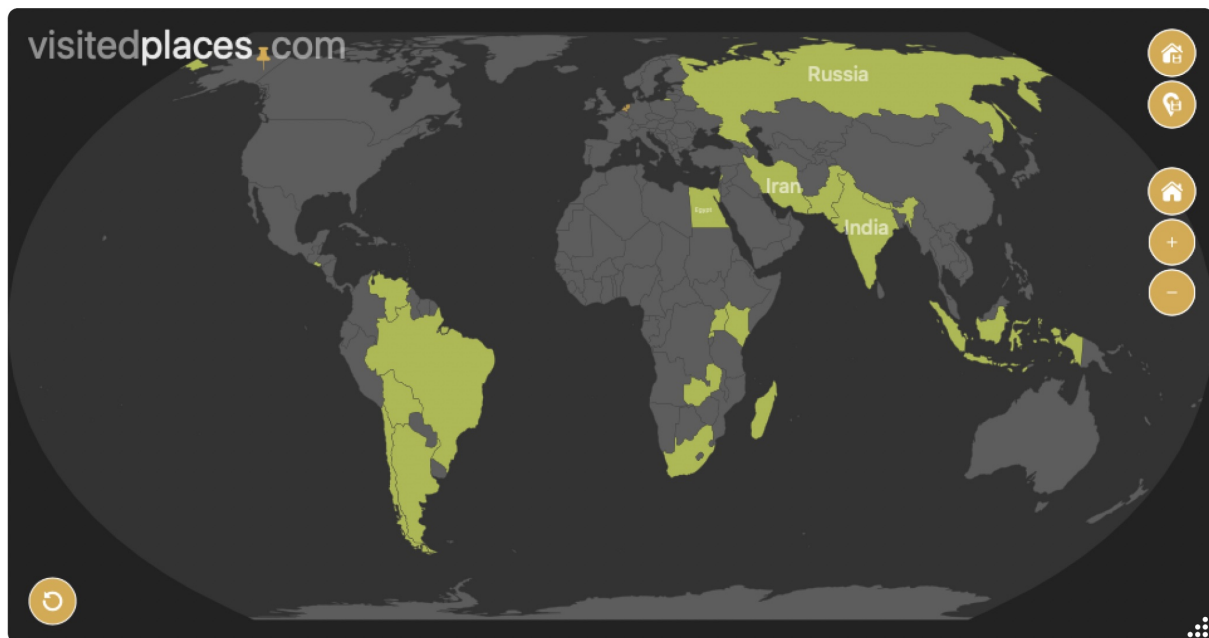 visitedplaces.com
Russia
Iran
Egypt
India
+
−